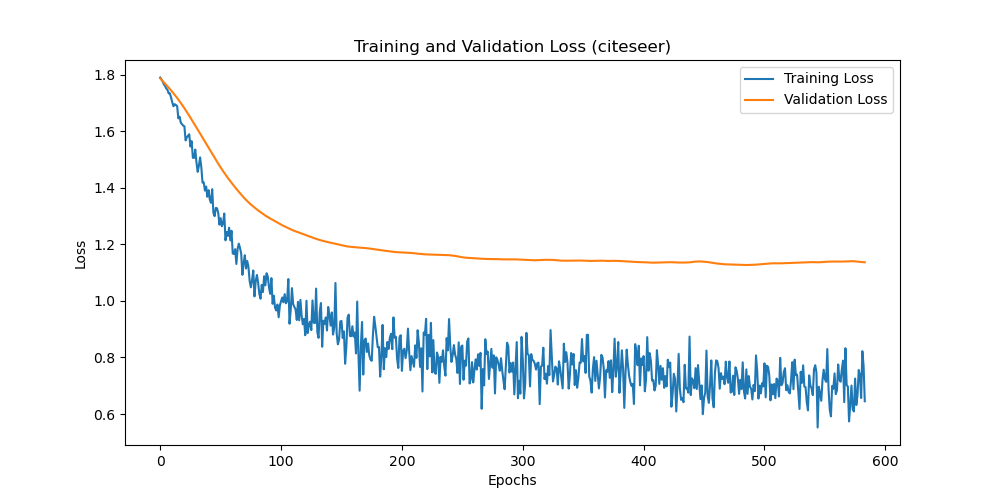 Training and Validation Loss (citeseer)
Training Loss
Validation Loss
Loss
1.8
1.6
1.4
1.2
1.0
0.8
0.6
0 100 200 300 400 500 600
Epochs